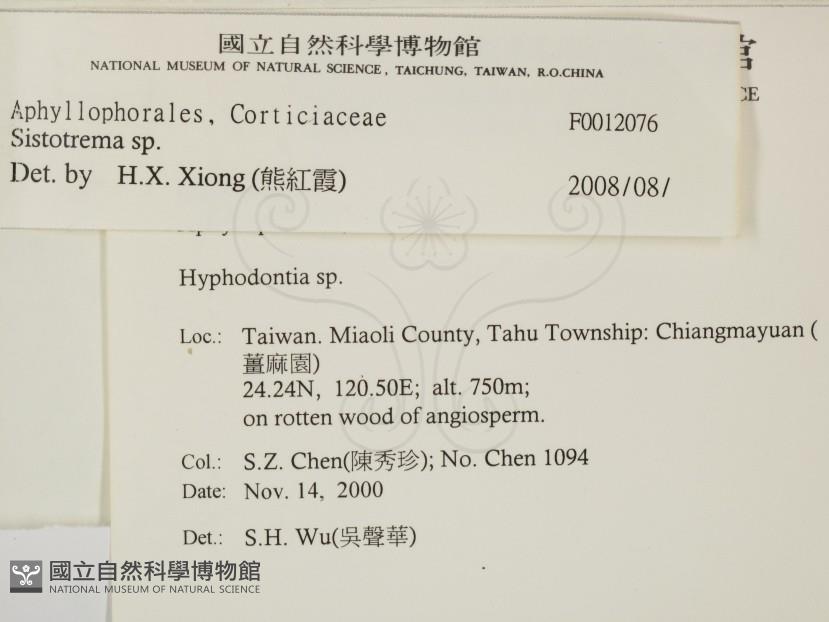 國立自然科學博物館
NATIONAL MUSEUM OF NATURAL SCIENCE, TAICHUNG, TAIWAN, R.O.CHINA
Aphyllophorales, Corticiaceae F0012076
Sistotrema sp.
Det. by H.X. Xiong (熊紅霞) 2008/08/
CE
Hyphodontia sp.
Loc.: Taiwan. Miaoli County, Tahu Township: Chiangmayuan (
薑麻園)
24.24N, 120.50E; alt. 750m;
on rotten wood of angiosperm.
Col.: S.Z. Chen(陳秀珍); No. Chen 1094
Date: Nov. 14, 2000
Det.: S.H. Wu(吳聲華)
國立自然科學博物館
NATIONAL MUSEUM OF NATURAL SCIENCE